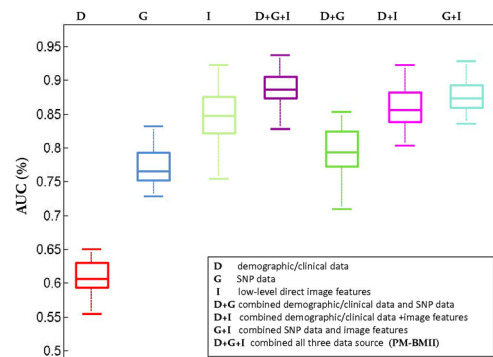 D G I D+G+I D+G D+I G+I
0.95
0.9
0.85
0.8
0.75
0.7
0.65
0.6
0.55
0.5
AUC (%)
D demographic/clinical data
G SNP data
I low-level direct image features
D+G combined demographic/clinical data and SNP data
D+I combined demographic/clinical data +image features
G+I combined SNP data and image features
D+G+I combined all three data source (PM-BMII)